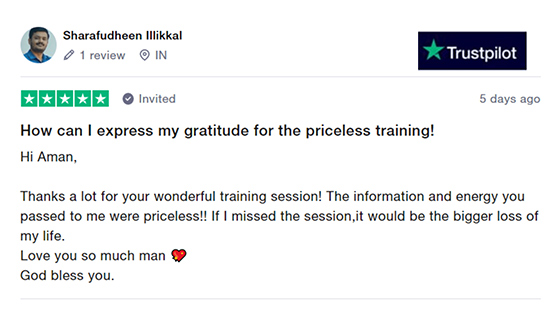 Sharafudheen Illikkal
1 review IN
Trustpilot
Invited 5 days ago
How can I express my gratitude for the priceless training!
Hi Aman,
Thanks a lot for your wonderful training session! The information and energy you
passed to me were priceless!! If I missed the session,it would be the bigger loss of
my life.
Love you so much man 💘
God bless you.